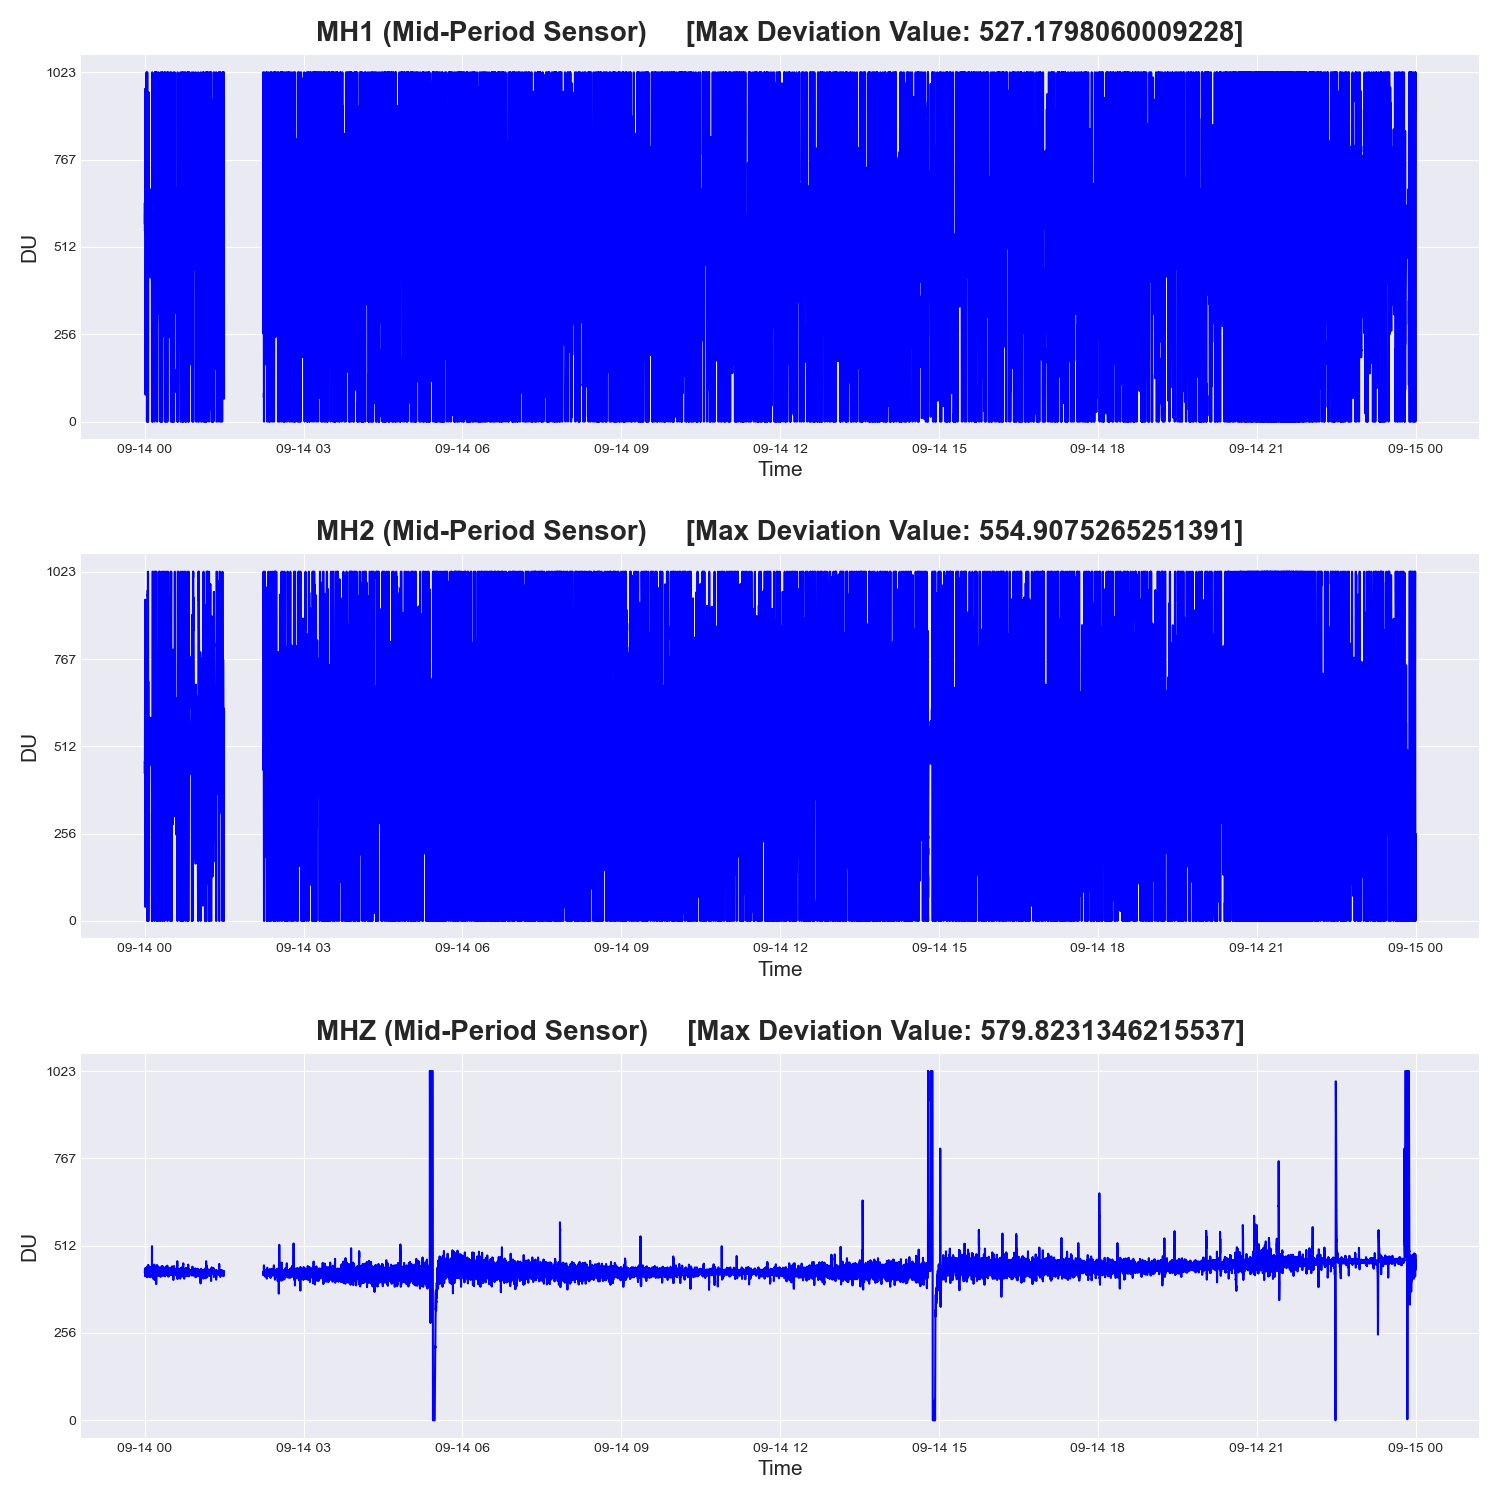 MH1 (Mid-Period Sensor) [Max Deviation Value: 527.1798060009228]
1023
767
512
256
0
DU
09-14 00 09-14 03 09-14 06 09-14 09 09-14 12 09-14 15 09-14 18 09-14 21 09-15 00
Time
MH2 (Mid-Period Sensor) [Max Deviation Value: 554.9075265251391]
1023
767
512
256
0
DU
09-14 00 09-14 03 09-14 06 09-14 09 09-14 12 09-14 15 09-14 18 09-14 21 09-15 00
Time
MHZ (Mid-Period Sensor) [Max Deviation Value: 579.8231346215537]
1023
767
512
256
0
DU
09-14 00 09-14 03 09-14 06 09-14 09 09-14 12 09-14 15 09-14 18 09-14 21 09-15 00
Time